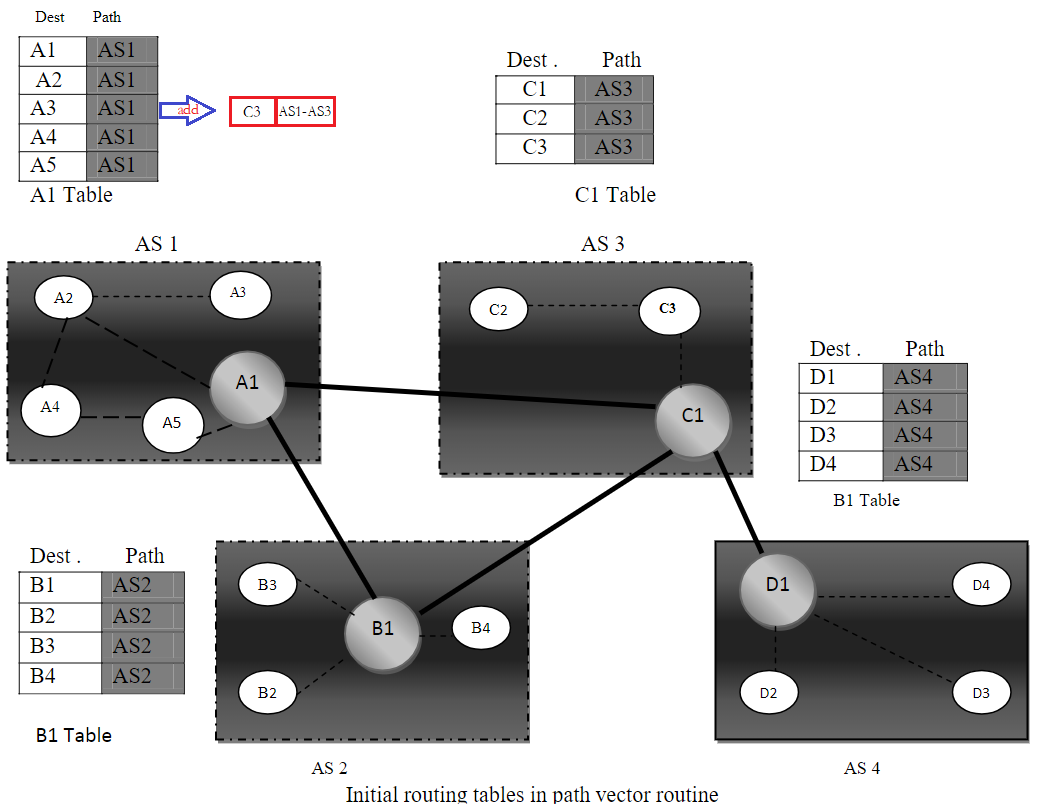 Dest Path
A1 AS1
A2 AS1
A3 AS1
A4 AS1
A5 AS1
A1 Table
add
C3 AS1-AS3
Dest . Path
C1 AS3
C2 AS3
C3 AS3
C1 Table
AS 1
A2
A3
A1
A4
A5
AS 3
C2
C3
C1
Dest . Path
D1 AS4
D2 AS4
D3 AS4
D4 AS4
B1 Table
Dest . Path
B1 AS2
B2 AS2
B3 AS2
B4 AS2
B1 Table
B3
B1
B4
B2
AS 2
D1
D4
D2
D3
AS 4
Initial routing tables in path vector routine